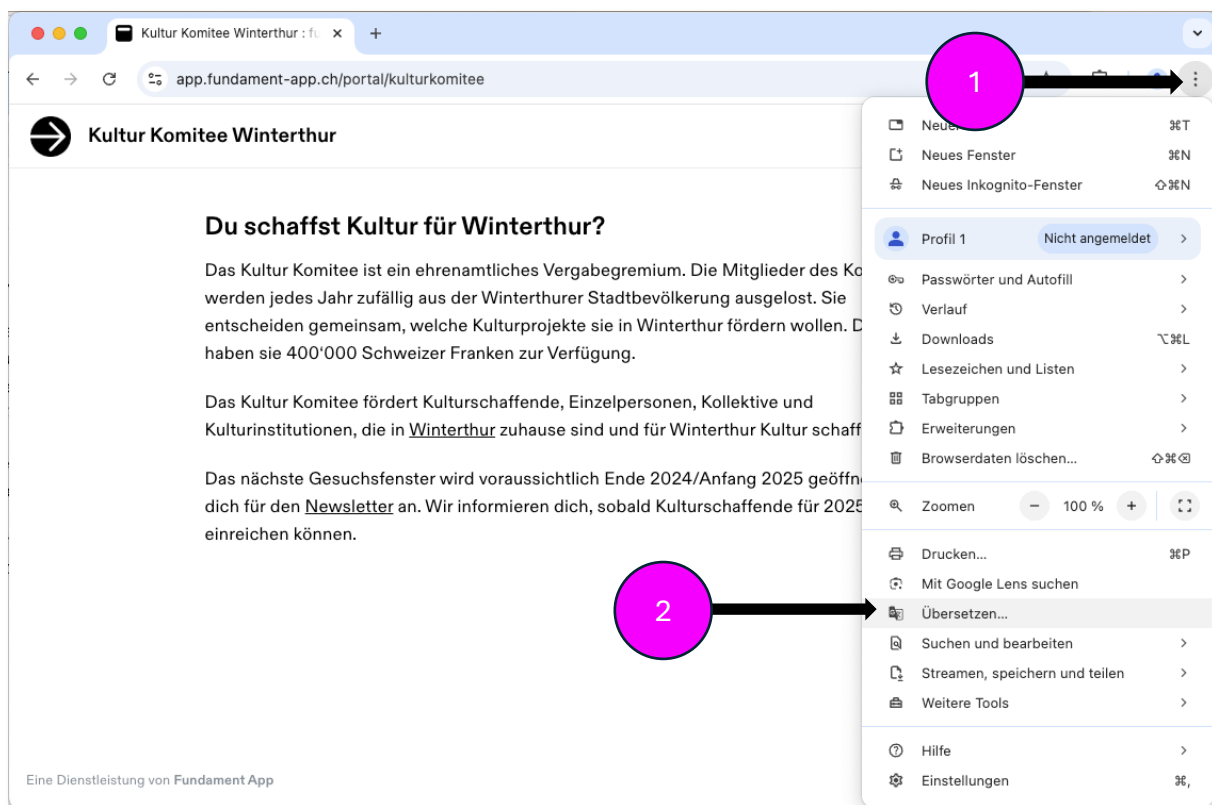 Kultur Komitee Winterthur : fu
app.fundament-app.ch/portal/kulturkomitee
1
Kultur Komitee Winterthur
Du schaffst Kultur für Winterthur?
Das Kultur Komitee ist ein ehrenamtliches Vergabegremium. Die Mitglieder des Ko
werden jedes Jahr zufällig aus der Winterthurer Stadtbevölkerung ausgelost. Sie
entscheiden gemeinsam, welche Kulturprojekte sie in Winterthur fördern wollen. D
haben sie 400‘000 Schweizer Franken zur Verfügung.
Das Kultur Komitee fördert Kulturschaffende, Einzelpersonen, Kollektive und
Kulturinstitutionen, die in Winterthur zuhause sind und für Winterthur Kultur schaff
Das nächste Gesuchsfenster wird voraussichtlich Ende 2024/Anfang 2025 geöffn
dich für den Newsletter an. Wir informieren dich, sobald Kulturschaffende für 2025
einreichen können.
2
Eine Dienstleistung von Fundament App
Neuer ⌘T
Neues Fenster ⌘N
Neues Inkognito-Fenster ⇧⌘N
Profil 1 Nicht angemeldet
Passwörter und Autofill
Verlauf
Downloads ⌥⌘L
Lesezeichen und Listen
Tabgruppen
Erweiterungen
Browserdaten löschen... ⇧⌘⌫
Zoomen − 100 % +
Drucken... ⌘P
Mit Google Lens suchen
Übersetzen...
Suchen und bearbeiten
Streamen, speichern und teilen
Weitere Tools
Hilfe
Einstellungen ⌘,